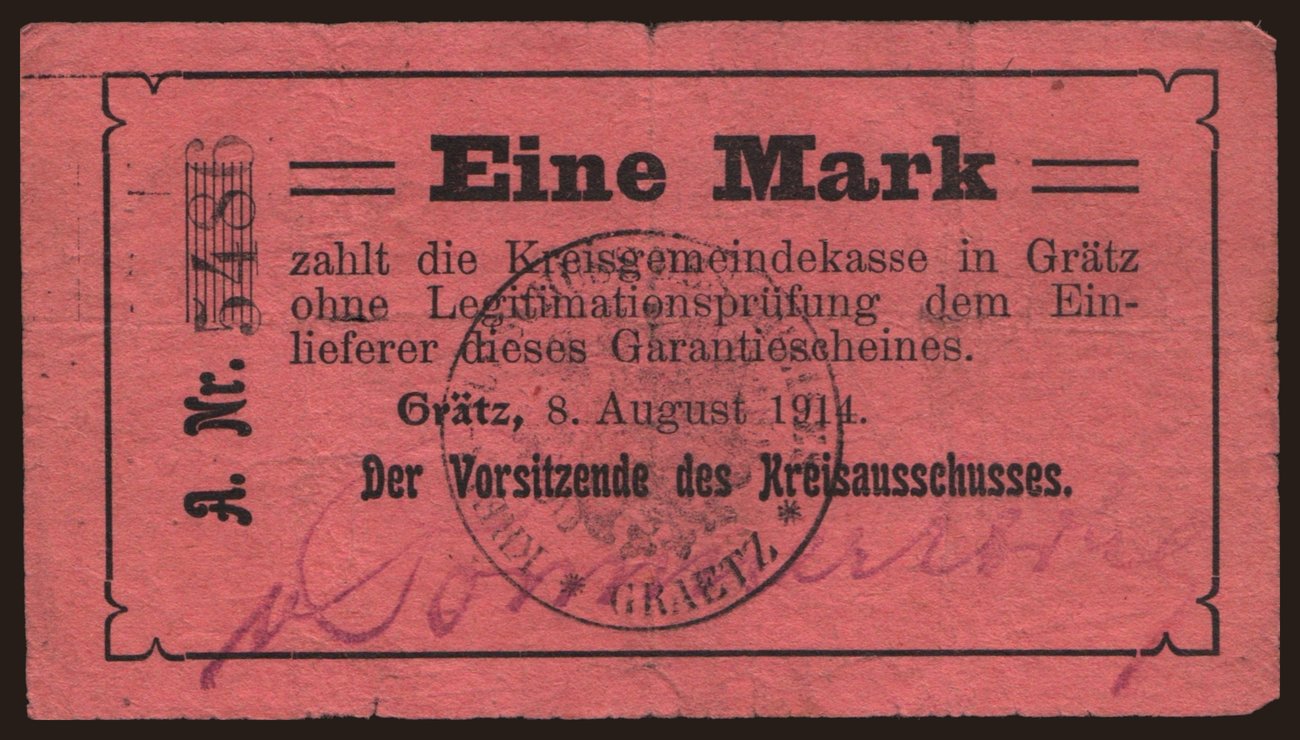 Eine Mark
zahlt die Kreisgemeindekasse in Grätz
ohne Legitimationsprüfung dem Ein-
lieferer dieses Garantiescheines.
Grätz, 8. August 1914.
Der Vorsitzende des Kreisausschusses.
A. Nr. 5486
* GRAETZ *